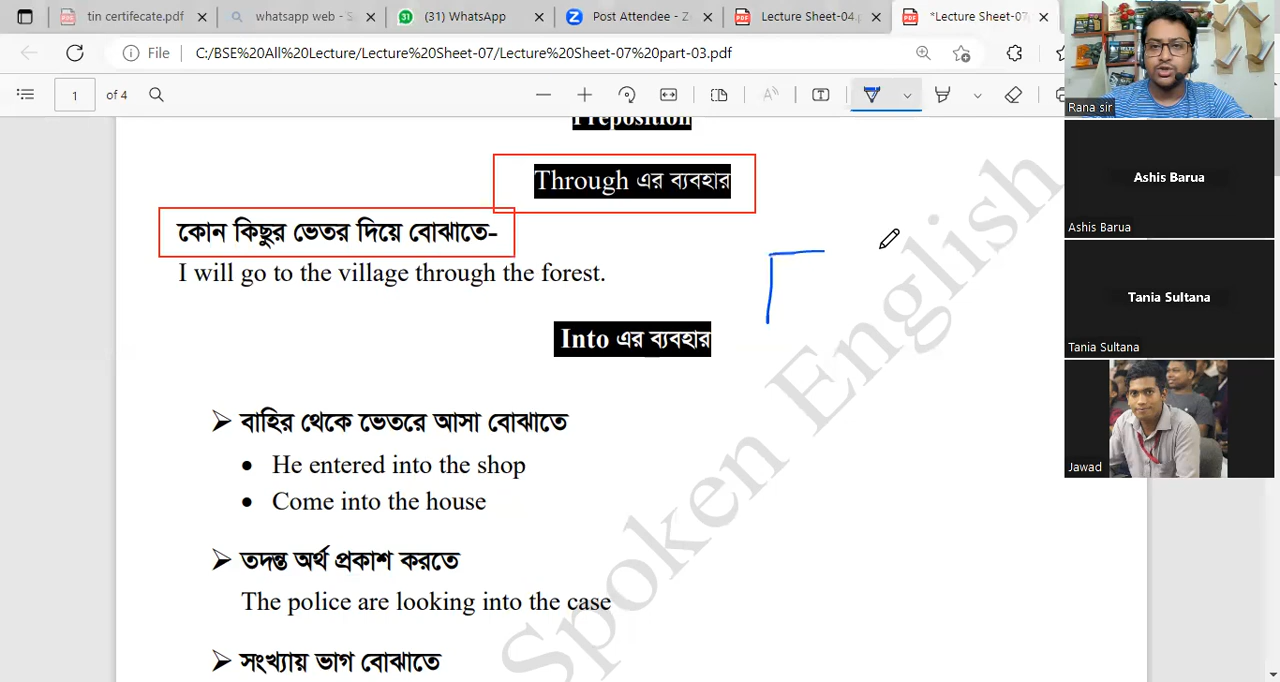 tin certifecate.pdf
whatsapp web - S
(31) WhatsApp
Post Attendee - Z
Lecture Sheet-04.
*Lecture Sheet-07,
File
C:/BSE%20All%20Lecture/Lecture%20Sheet-07/Lecture%20Sheet-07%20part-03.pdf
1 of 4
Preposition
Through এর ব্যবহার
কোন কিছুর ভেতর দিয়ে বোঝাতে-
I will go to the village through the forest.
Into এর ব্যবহার
বাহির থেকে ভেতরে আসা বোঝাতে
He entered into the shop
Come into the house
তদন্ত অর্থ প্রকাশ করতে
The police are looking into the case
সংখ্যায় ভাগ বোঝাতে
Spoken English
Rana sir
Ashis Barua
Ashis Barua
Tania Sultana
Tania Sultana
Jawad